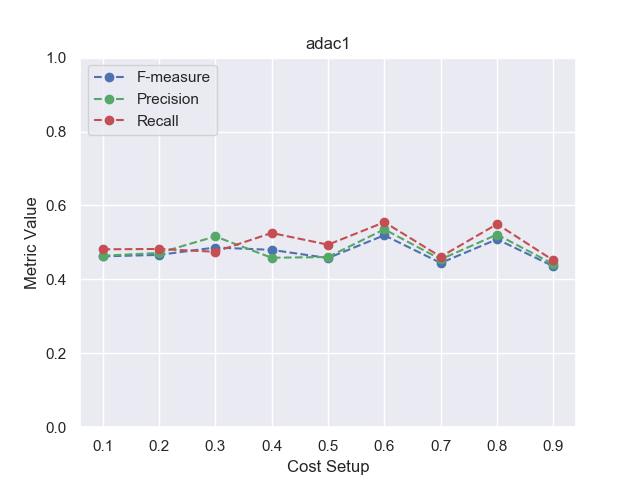 adac1
1.0
0.8
0.6
0.4
0.2
0.0
Metric Value
F-measure
Precision
Recall
0.1 0.2 0.3 0.4 0.5 0.6 0.7 0.8 0.9
Cost Setup